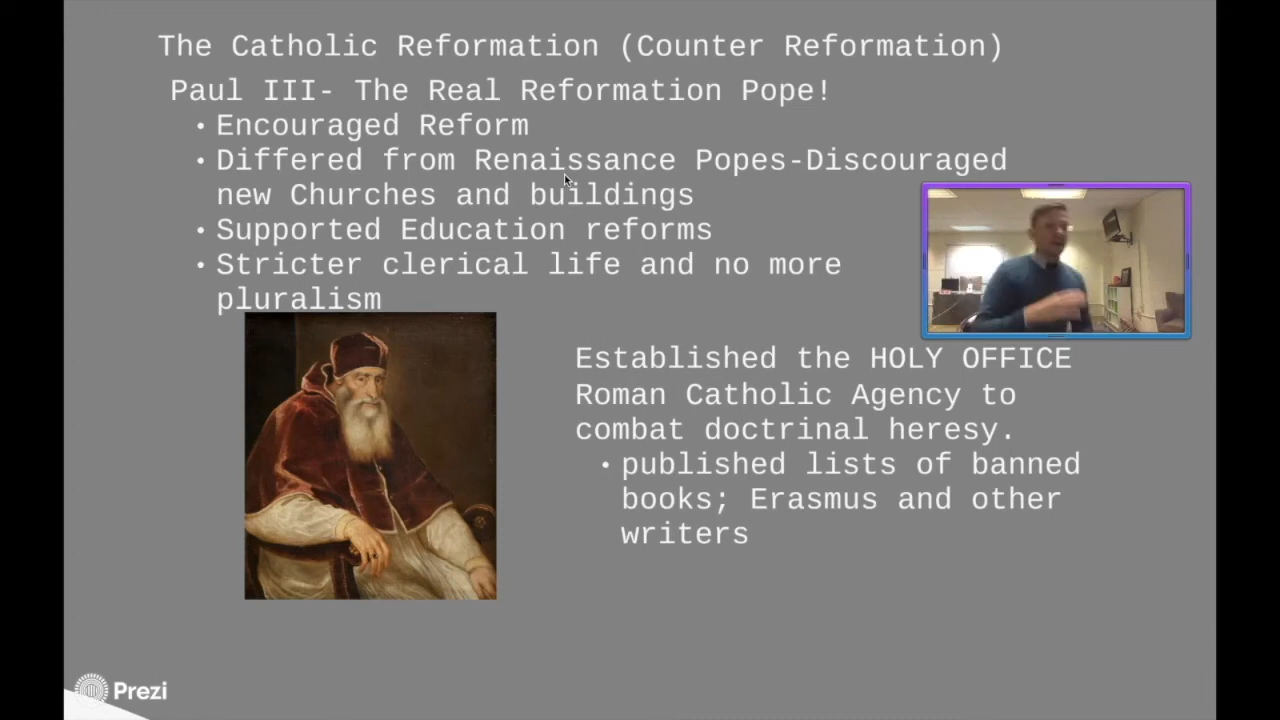 The Catholic Reformation (Counter Reformation)
Paul III- The Real Reformation Pope!
• Encouraged Reform
• Differed from Renaissance Popes-Discouraged
new Churches and buildings
• Supported Education reforms
• Stricter clerical life and no more
pluralism
Established the HOLY OFFICE
Roman Catholic Agency to
combat doctrinal heresy.
• published lists of banned
books; Erasmus and other
writers
Prezi